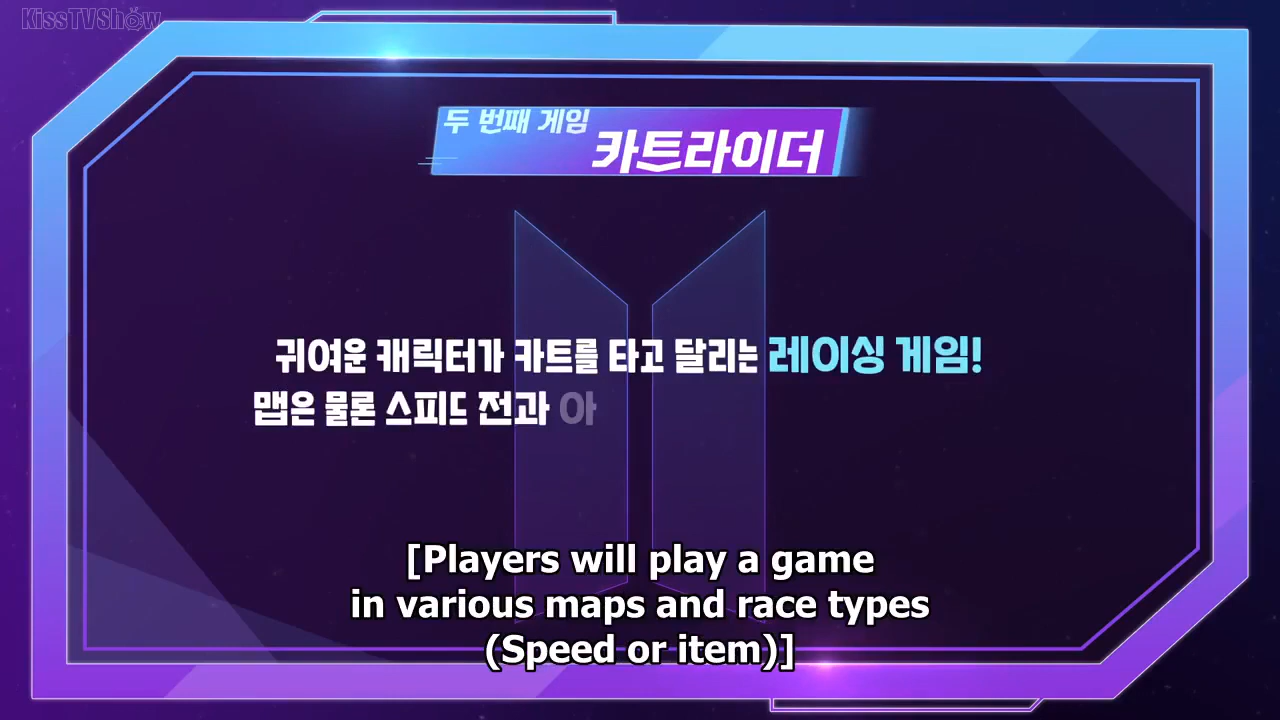 KissTVShow
두 번째 게임
카트라이더
귀여운 캐릭터가 카트를 타고 달리는 레이싱 게임!
맵은 물론 스피드 전과 아
[Players will play a game
in various maps and race types
(Speed or item)]